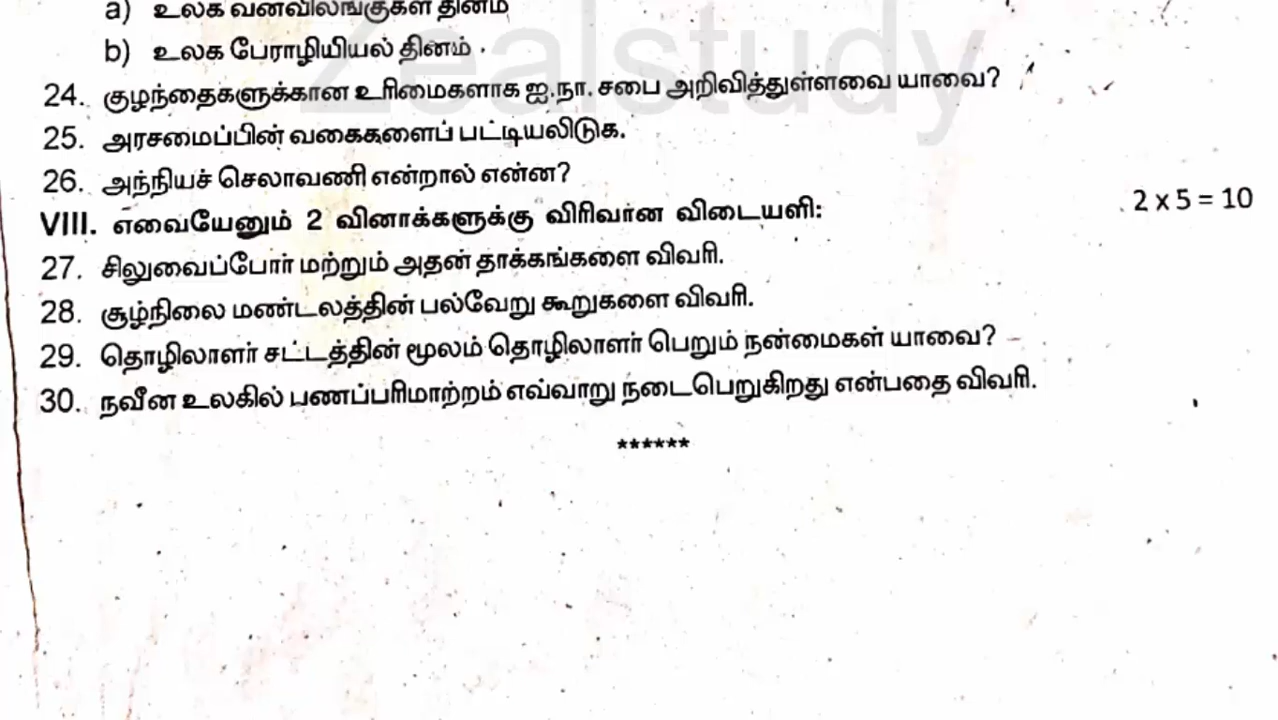 a) உலக வனவிலங்குகள் தினம்
b) உலக பேராழியியல் தினம்
Zealstudy
24. குழந்தைகளுக்கான உரிமைகளாக ஐ.நா. சபை அறிவித்துள்ளவை யாவை?
25. அரசமைப்பின் வகைகளைப் பட்டியலிடுக.
26. அந்நியச் செலாவணி என்றால் என்ன?
VIII. எவையேனும் 2 வினாக்களுக்கு விரிவான விடையளி: 2 x 5 = 10
27. சிலுவைப்போர் மற்றும் அதன் தாக்கங்களை விவரி.
28. சூழ்நிலை மண்டலத்தின் பல்வேறு கூறுகளை விவரி.
29. தொழிலாளர் சட்டத்தின் மூலம் தொழிலாளர் பெறும் நன்மைகள் யாவை?
30. நவீன உலகில் பணப்பரிமாற்றம் எவ்வாறு நடைபெறுகிறது என்பதை விவரி.
******